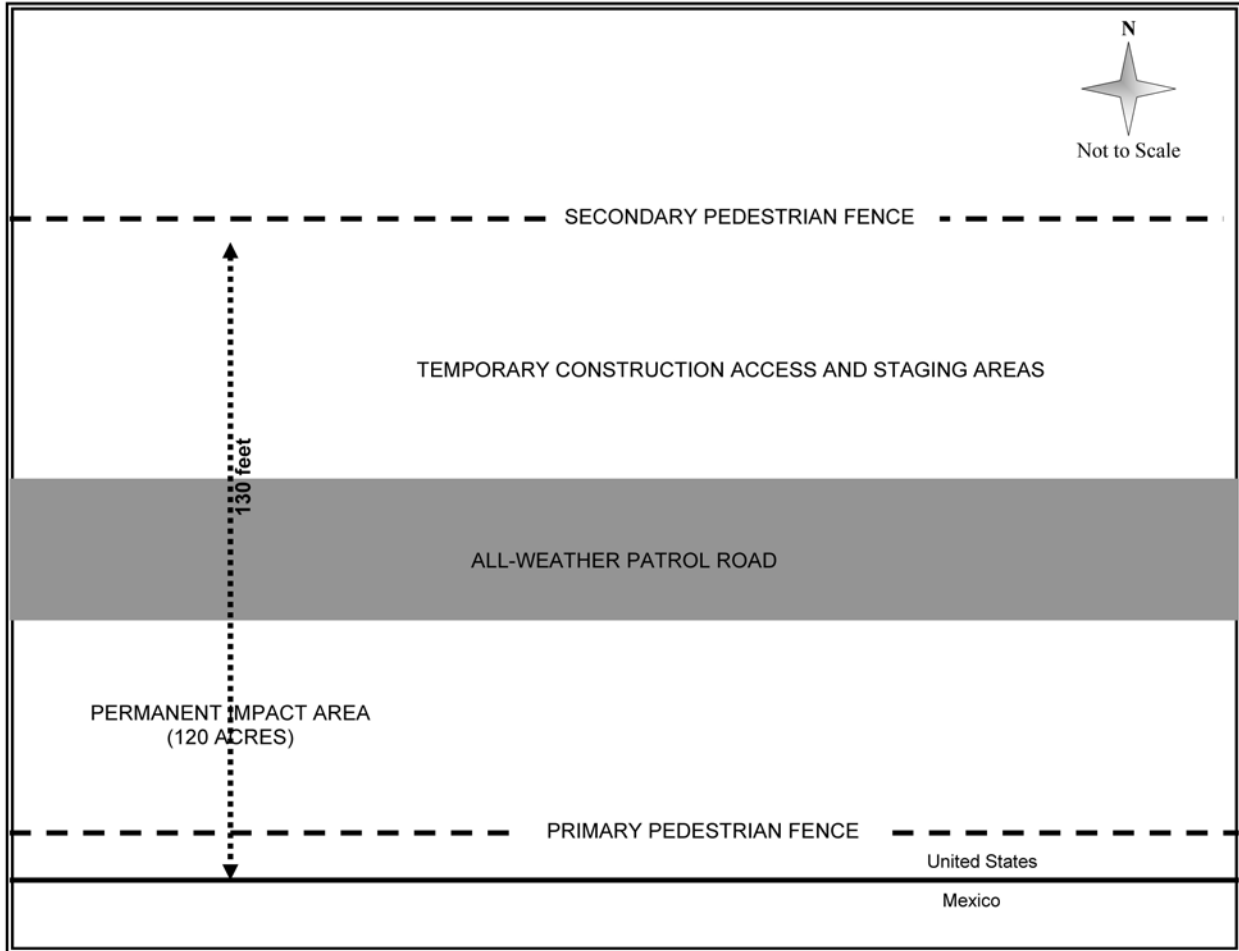 N
Not to Scale
SECONDARY PEDESTRIAN FENCE
TEMPORARY CONSTRUCTION ACCESS AND STAGING AREAS
130 feet
ALL-WEATHER PATROL ROAD
PERMANENT IMPACT AREA
(120 ACRES)
PRIMARY PEDESTRIAN FENCE
United States
Mexico